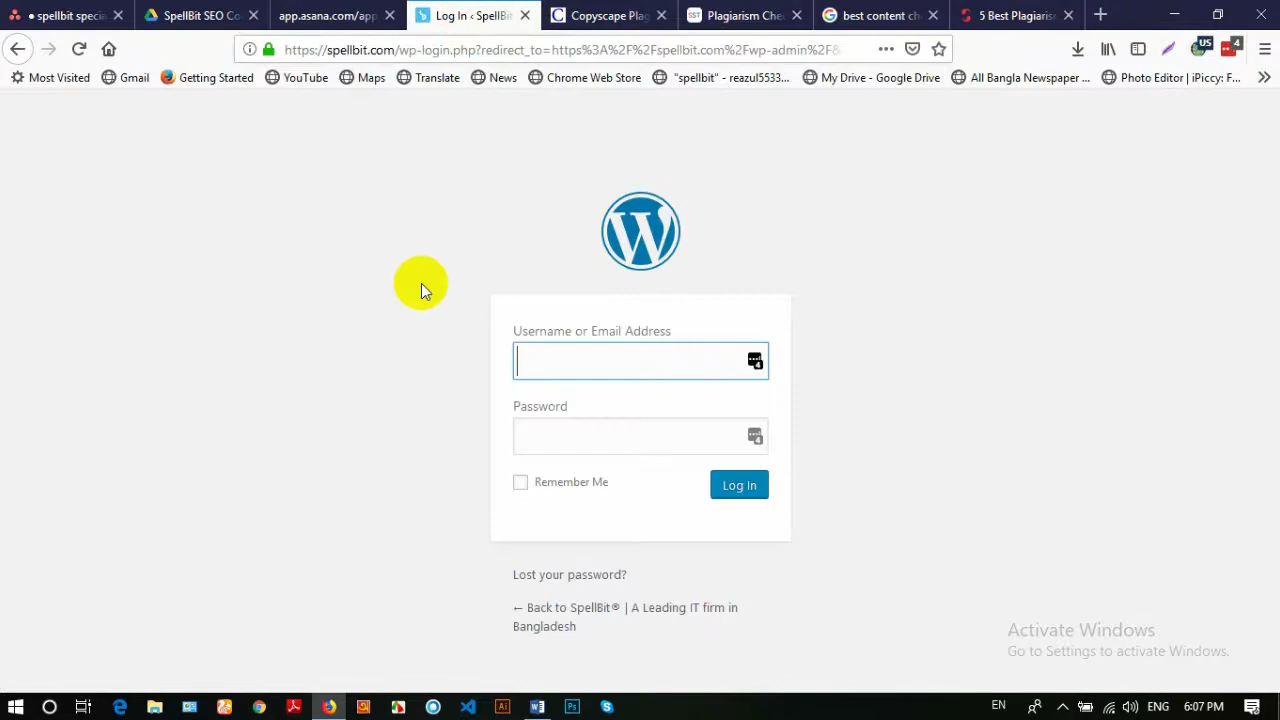 spellbit speci
SpellBit SEO Co
app.asana.com/app
Log In ‹ SpellBit
Copyscape Plag
Plagiarism Chec
best content che
5 Best Plagiaris
https://spellbit.com/wp-login.php?redirect_to=https%3A%2F%2Fspellbit.com%2Fwp-admin%2F&
US
4
Most Visited
Gmail
Getting Started
YouTube
Maps
Translate
News
Chrome Web Store
"spellbit" - reazul5533...
My Drive - Google Drive
All Bangla Newspaper ...
Photo Editor | iPiccy: F...
Username or Email Address
Password
Remember Me
Log In
Lost your password?
← Back to SpellBit® | A Leading IT firm in
Bangladesh
Activate Windows
Go to Settings to activate Windows.
EN
ENG
6:07 PM